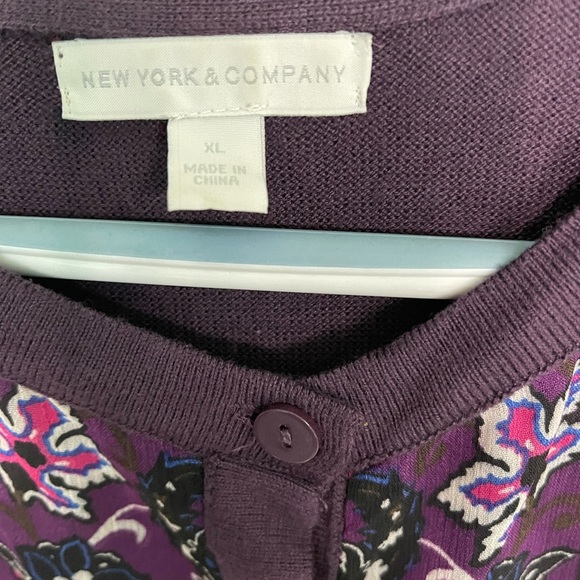 NEW YORK & COMPANY
XL
MADE IN
CHINA